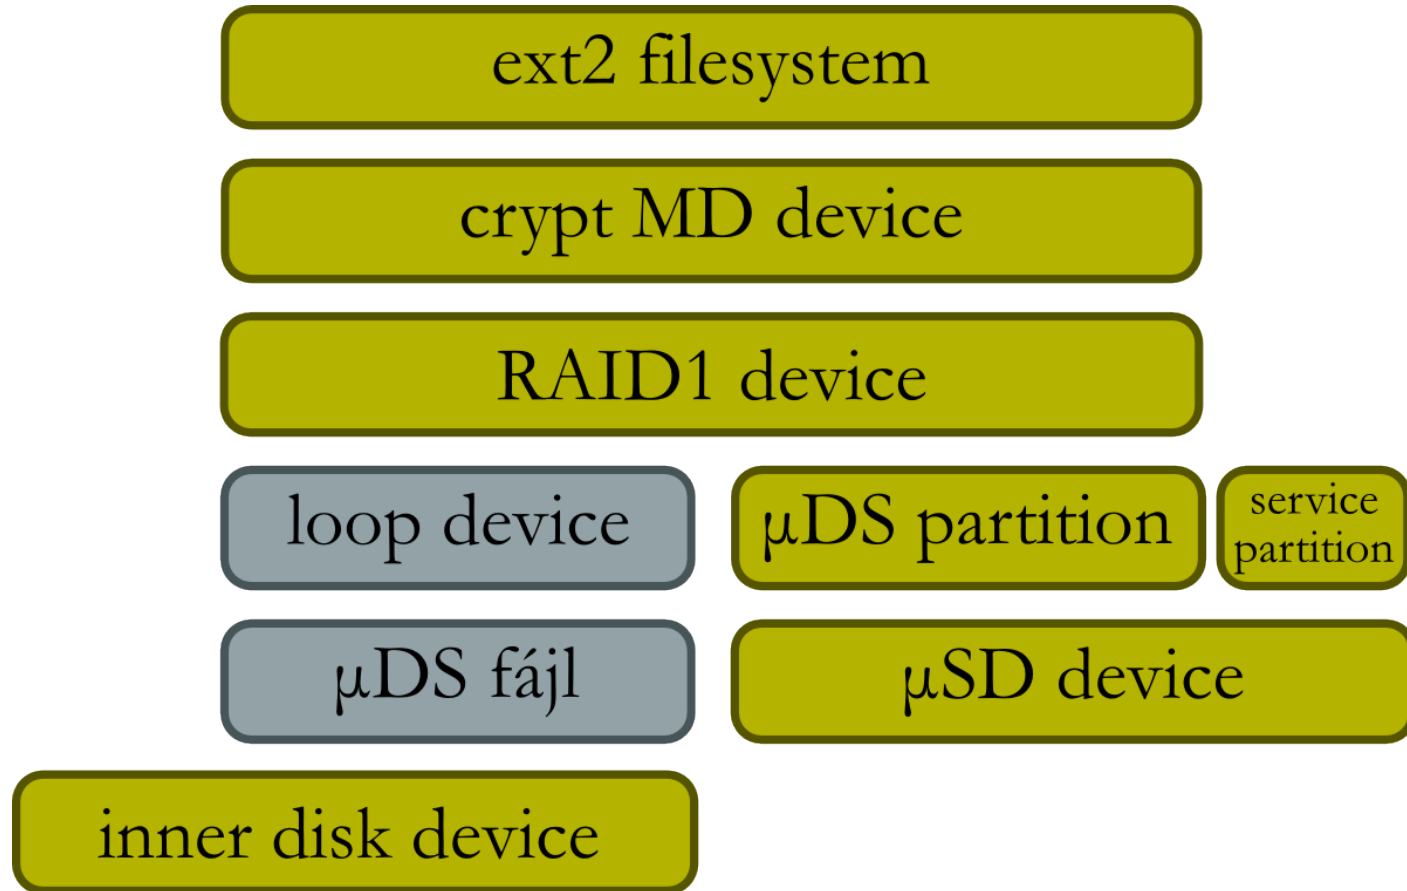 ext2 filesystem
crypt MD device
RAID1 device
loop device
μDS partition
service
partition
μDS fájl
μSD device
inner disk device